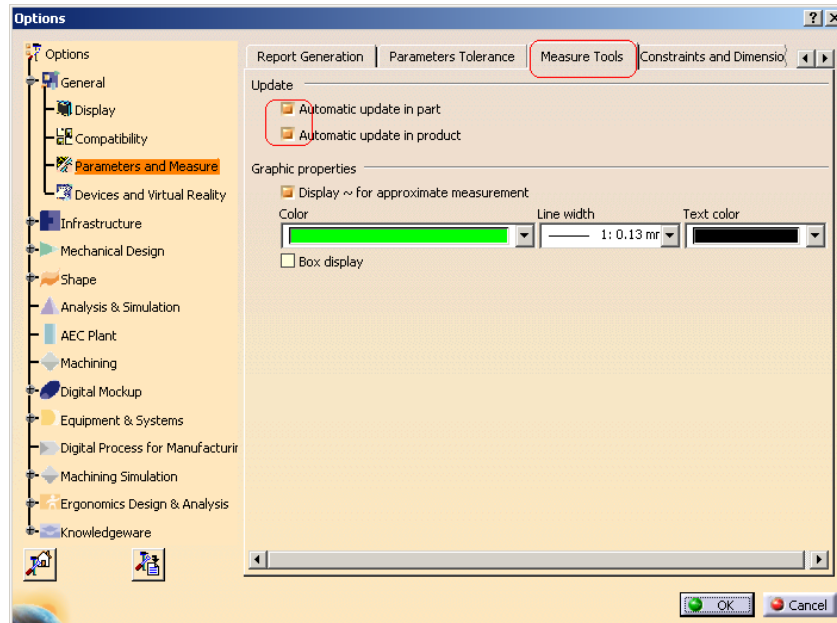 Options
Options
General
Display
Compatibility
Parameters and Measure
Devices and Virtual Reality
Infrastructure
Mechanical Design
Shape
Analysis & Simulation
AEC Plant
Machining
Digital Mockup
Equipment & Systems
Digital Process for Manufacturir
Machining Simulation
Ergonomics Design & Analysis
Knowledgeware
Report Generation Parameters Tolerance Measure Tools Constraints and Dimensio
Update
Automatic update in part
Automatic update in product
Graphic properties
Display ~ for approximate measurement
Color Line width Text color
1: 0.13 mr
Box display
OK Cancel